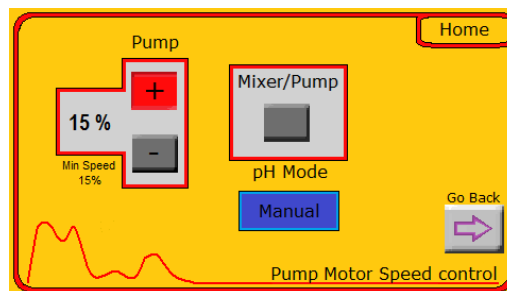 Home
Pump
+
15 %
-
Min Speed
15%
Mixer/Pump
pH Mode
Manual
Go Back
Pump Motor Speed control